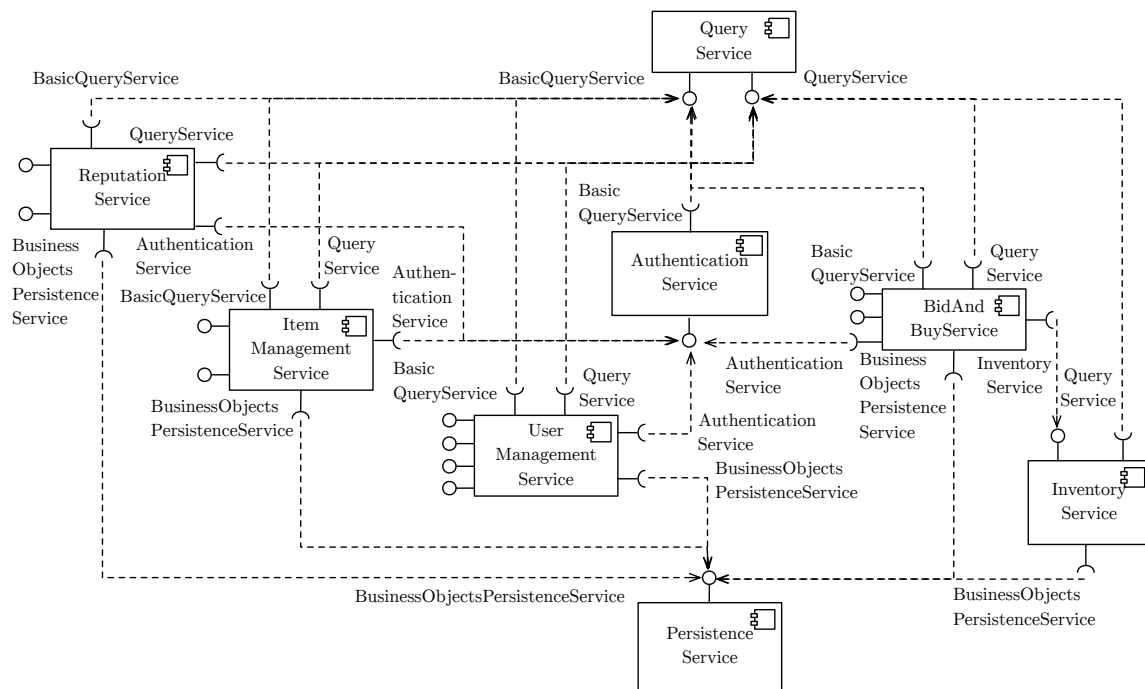 Query
Service
BasicQueryService
BasicQueryService
QueryService
QueryService
Reputation
Service
Business
Objects
Persistence
Service
Authentication
Service
Query
Service
BasicQueryService
Authen-
tication
Service
Basic
QueryService
Authentication
Service
Basic
QueryService
Query
Service
BidAnd
BuyService
Item
Management
Service
BusinessObjects
PersistenceService
Basic
QueryService
Query
Service
Authentication
Service
Business
Objects
Persistence
Service
Inventory
Service
Query
Service
User
Management
Service
Authentication
Service
BusinessObjects
PersistenceService
Inventory
Service
BusinessObjectsPersistenceService
BusinessObjects
PersistenceService
Persistence
Service